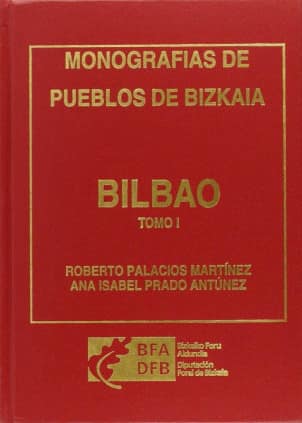 MONOGRAFIAS DE
PUEBLOS DE BIZKAIA
BILBAO
TOMO I
ROBERTO PALACIOS MARTÍNEZ
ANA ISABEL PRADO ANTÚNEZ
BFA
DFB
Bizkaiko Foru
Aldundia
Diputación
Foral de Bizkaia